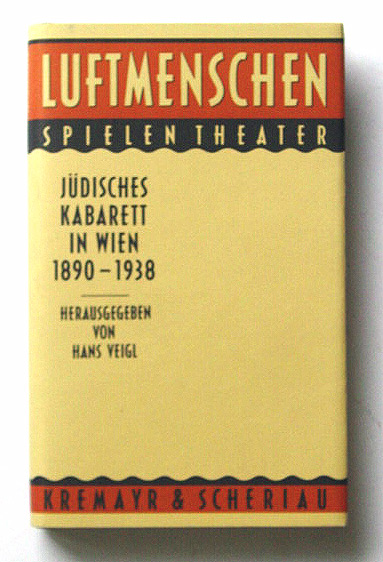 LUFTMENSCHEN
SPIELEN THEATER
JÜDISCHES
KABARETT
IN WIEN
1890–1938
HERAUSGEGEBEN
VON
HANS VEIGL
KREMAYR & SCHERIAU